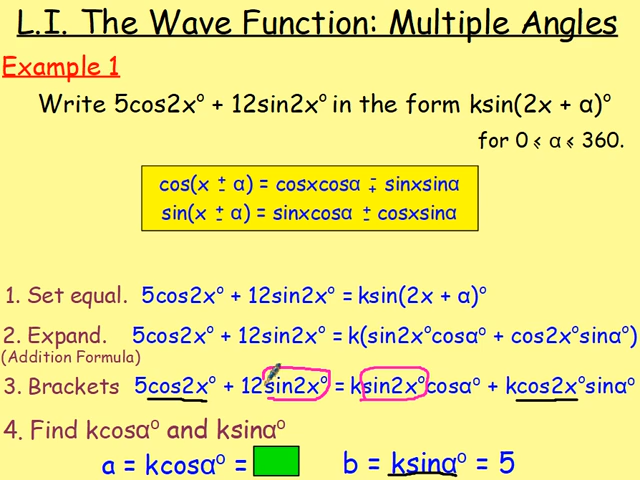 L.I. The Wave Function: Multiple Angles
Example 1
Write 5cos2x° + 12sin2x° in the form ksin(2x + α)°
for 0 ≤ α ≤ 360.
cos(x ± α) = cosxcosα ∓ sinxsinα
sin(x ± α) = sinxcosα ± cosxsinα
1. Set equal. 5cos2x° + 12sin2x° = ksin(2x + α)°
2. Expand. 5cos2x° + 12sin2x° = k(sin2x°cosα° + cos2x°sinα°)
(Addition Formula)
3. Brackets 5cos2x° + 12sin2x° = ksin2x°cosα° + kcos2x°sinα°
4. Find kcosα° and ksinα°
a = kcosα° = b = ksinα° = 5